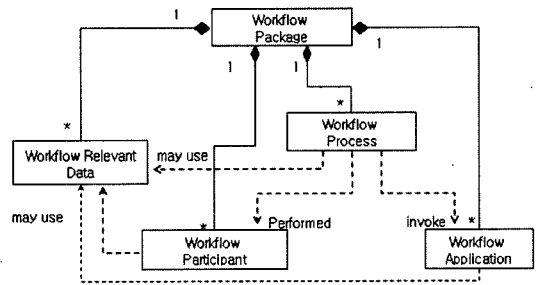 1
Workflow
Package
1
1
1
*
*
Workflow
Process
Workflow Relevant
Data
may use
may use
Performed
invoke
*
*
Workflow
Participant
Workflow
Application